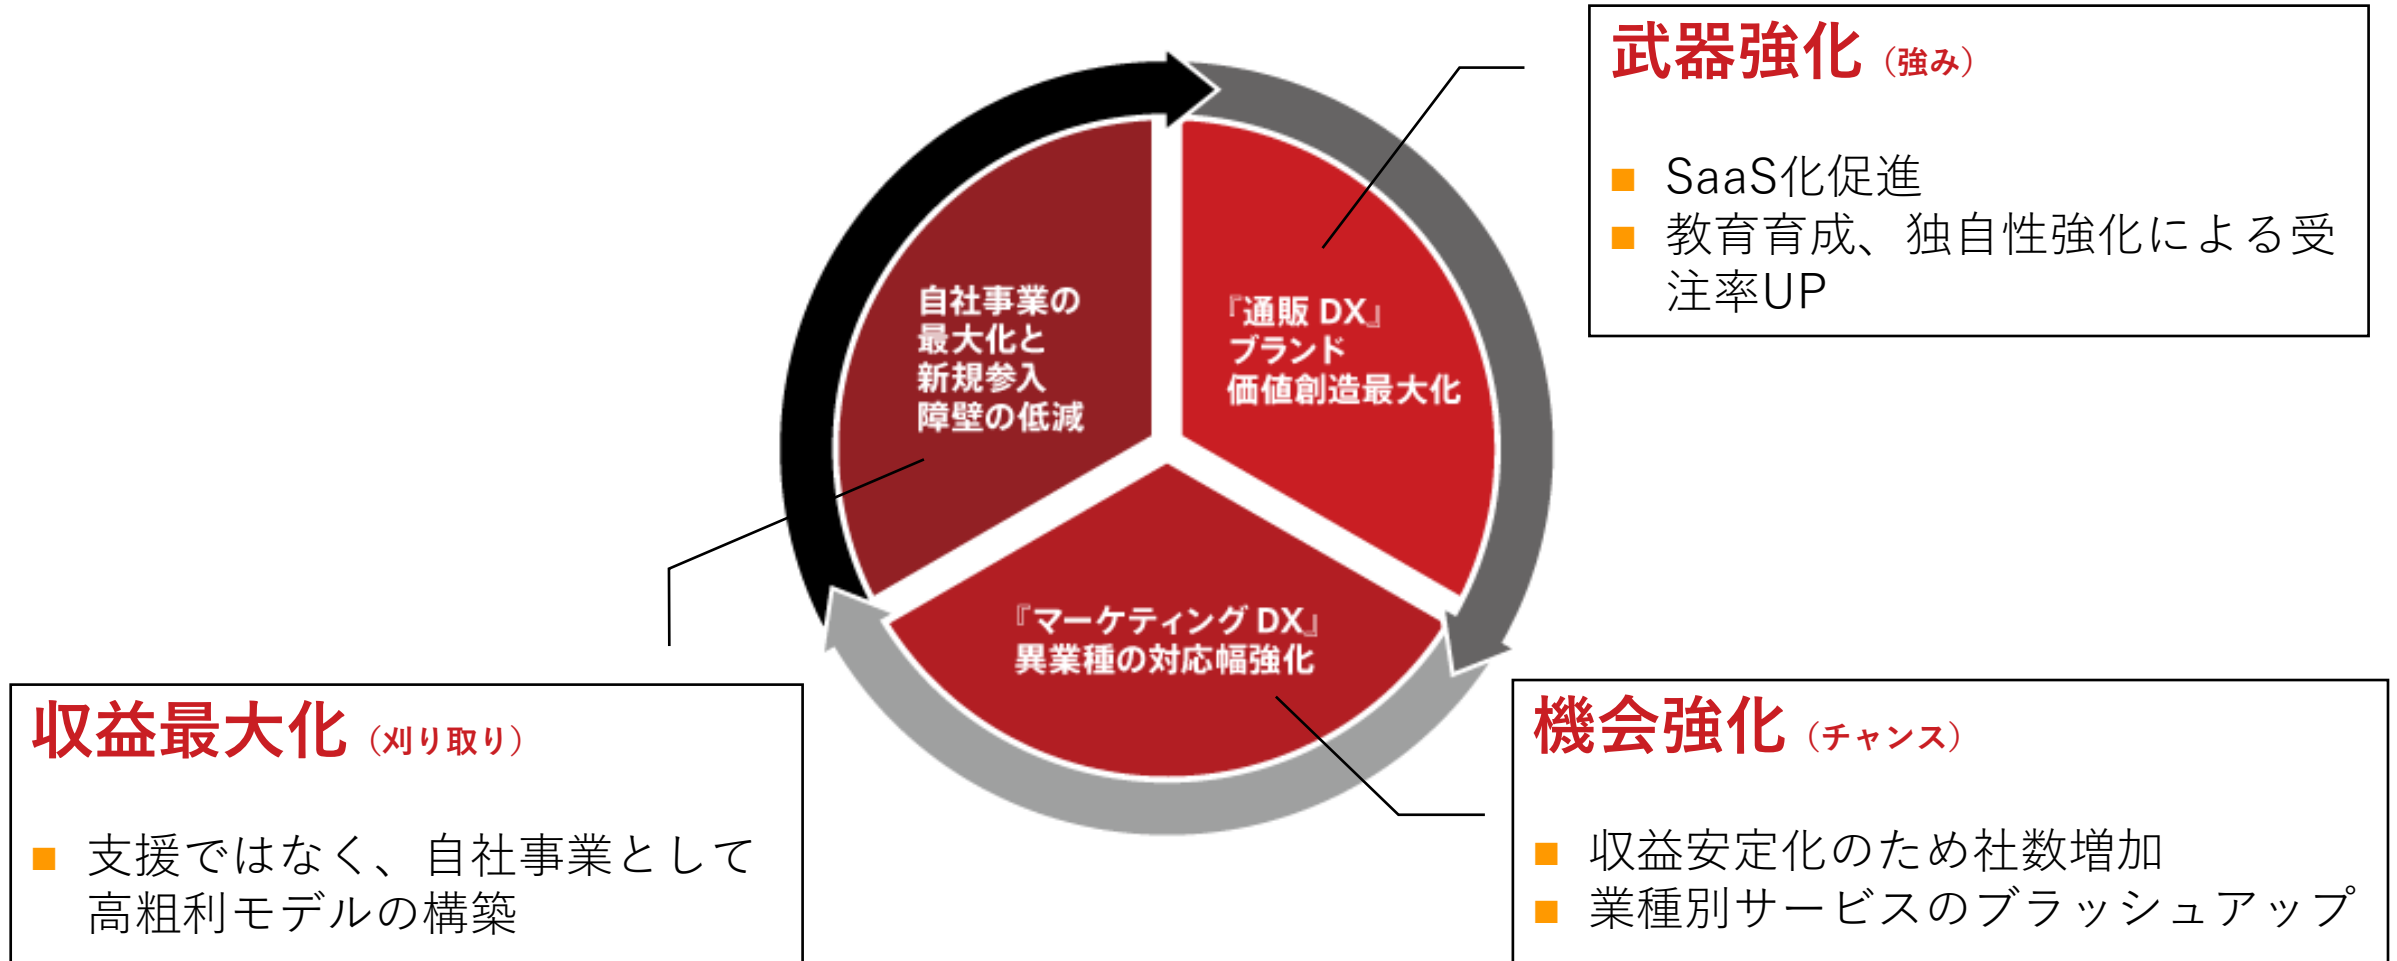 武器強化（強み）
■ SaaS化促進
■ 教育育成、独自性強化による受
注率UP
自社事業の
最大化と
新規参入
障壁の低減
『通販 DX』
ブランド
価値創造最大化
『マーケティング DX』
異業種の対応幅強化
収益最大化（刈り取り）
■ 支援ではなく、自社事業として
高粗利モデルの構築
機会強化（チャンス）
■ 収益安定化のため社数増加
■ 業種別サービスのブラッシュアップ